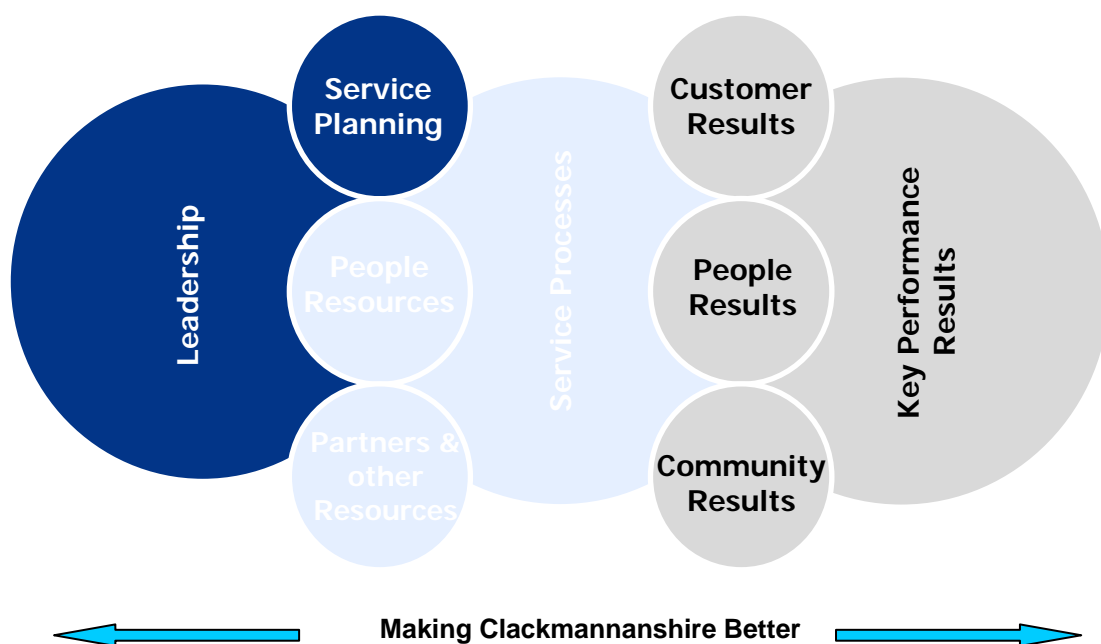 Leadership
Service
Planning
People
Resources
Partners &
other
Resources
Service Processes
Customer
Results
People
Results
Community
Results
Key Performance
Results
Making Clackmannanshire Better